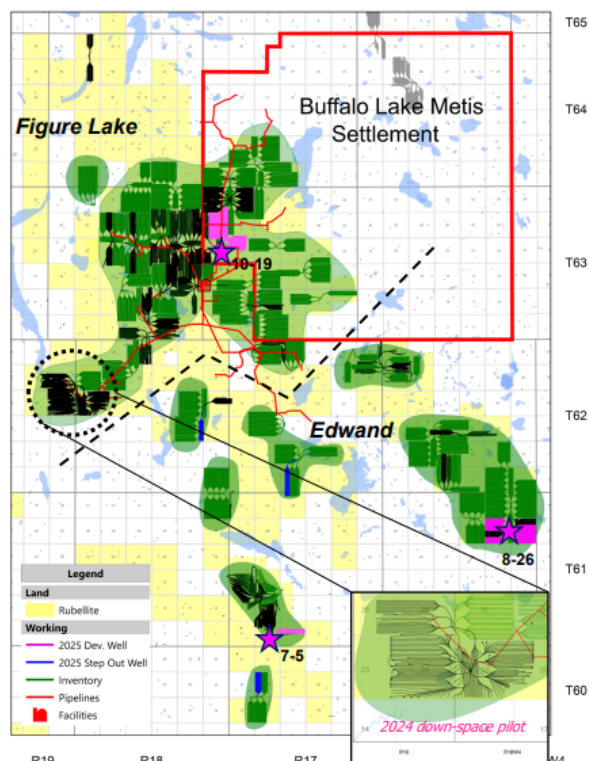 T65
Buffalo Lake Metis
Settlement
T64
Figure Lake
10-19
T63
T62
Edwand
8-26
T61
Legend
Land
Rubellite
Working
2025 Dev. Well
2025 Step Out Well
Inventory
Pipelines
Facilities
7-5
T60
2024 down-space pilot
R19
R18
R17
W4